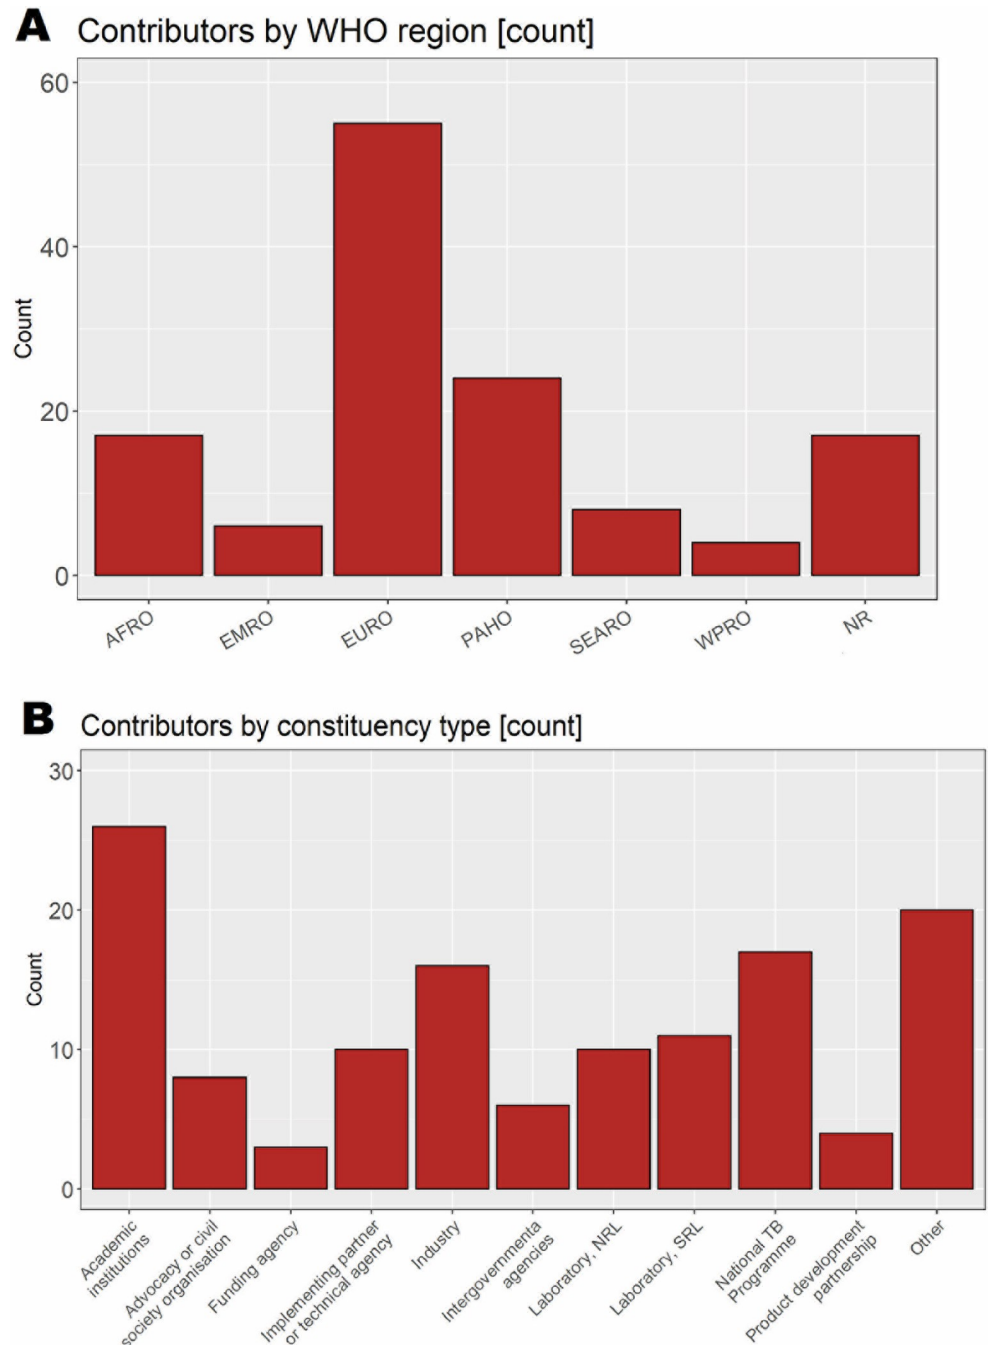 A Contributors by WHO region [count]
60
40
20
0
Count
AFRO
EMRO
EURO
PAHO
SEARO
WPRO
NR
B Contributors by constituency type [count]
30
20
10
0
Count
Academic
institutions
Advocacy or civil
society organisation
Funding agency
Implementing partner
or technical agency
Industry
Intergovernmenta
agencies
Laboratory, NRL
Laboratory, SRL
National TB
Programme
Product development
partnership
Other